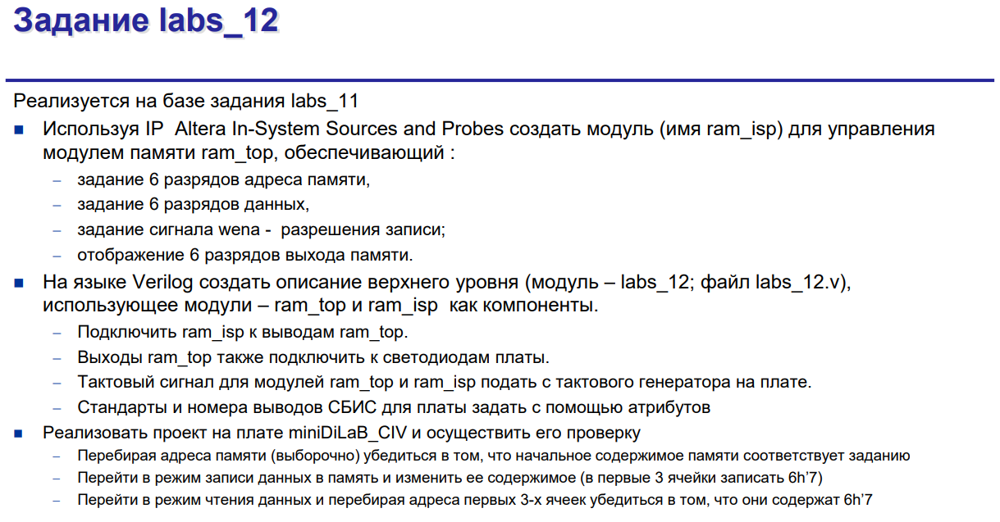 Задание labs_12
Реализуется на базе задания labs_11
■ Используя IP Altera In-System Sources and Probes создать модуль (имя ram_isp) для управления
модулем памяти ram_top, обеспечивающий :
– задание 6 разрядов адреса памяти,
– задание 6 разрядов данных,
– задание сигнала wena - разрешения записи;
– отображение 6 разрядов выхода памяти.
■ На языке Verilog создать описание верхнего уровня (модуль – labs_12; файл labs_12.v),
использующее модули – ram_top и ram_isp как компоненты.
– Подключить ram_isp к выводам ram_top.
– Выходы ram_top также подключить к светодиодам платы.
– Тактовый сигнал для модулей ram_top и ram_isp подать с тактового генератора на плате.
– Стандарты и номера выводов СБИС для платы задать с помощью атрибутов
■ Реализовать проект на плате miniDiLaB_CIV и осуществить его проверку
– Перебирая адреса памяти (выборочно) убедиться в том, что начальное содержимое памяти соответствует заданию
– Перейти в режим записи данных в память и изменить ее содержимое (в первые 3 ячейки записать 6h’7)
– Перейти в режим чтения данных и перебирая адреса первых 3-х ячеек убедиться в том, что они содержат 6h’7